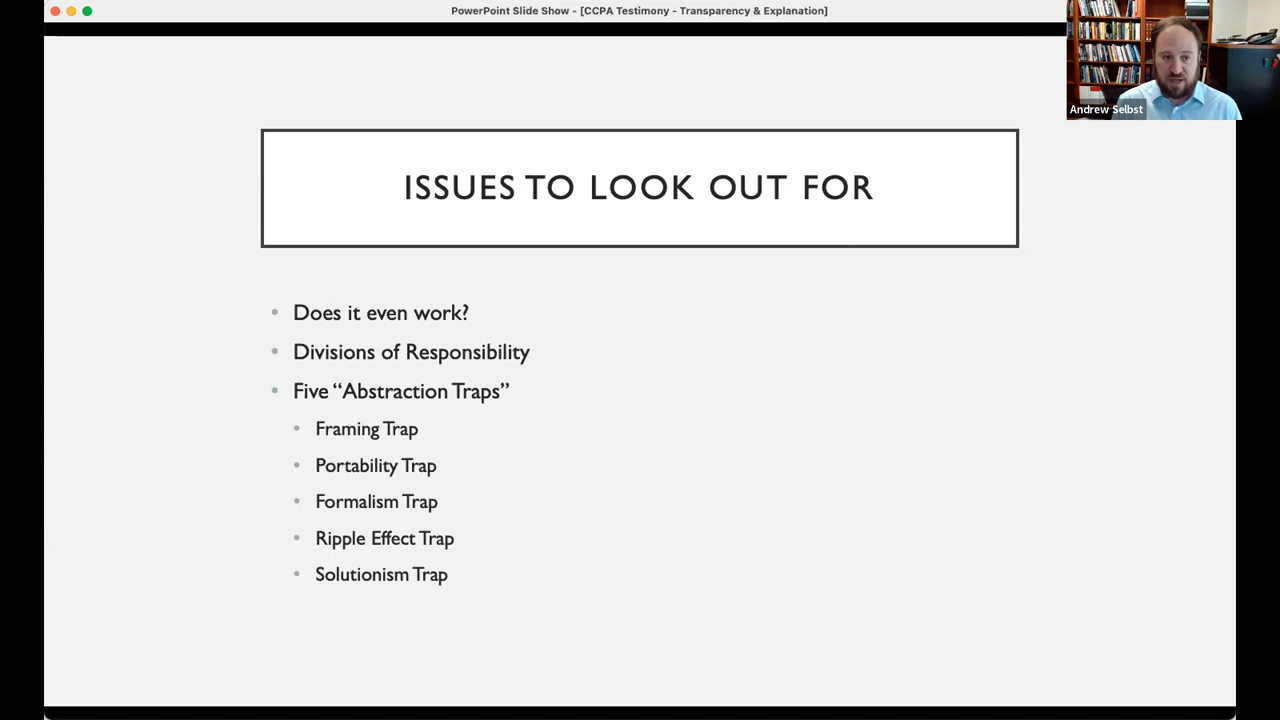 PowerPoint Slide Show - [CCPA Testimony - Transparency & Explanation]
Andrew Selbst
ISSUES TO LOOK OUT FOR
• Does it even work?
• Divisions of Responsibility
• Five “Abstraction Traps”
• Framing Trap
• Portability Trap
• Formalism Trap
• Ripple Effect Trap
• Solutionism Trap